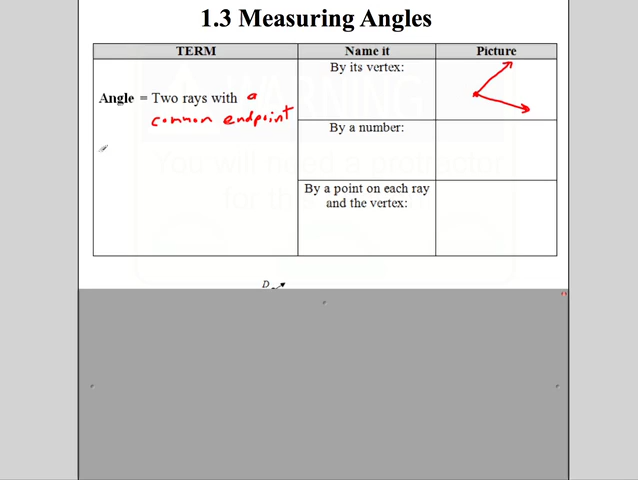 1.3 Measuring Angles
TERM
Name it
Picture
Angle = Two rays with a
common endpoint
By its vertex:
By a number:
By a point on each ray
and the vertex:
WARNING
You will need a protractor
for th
D